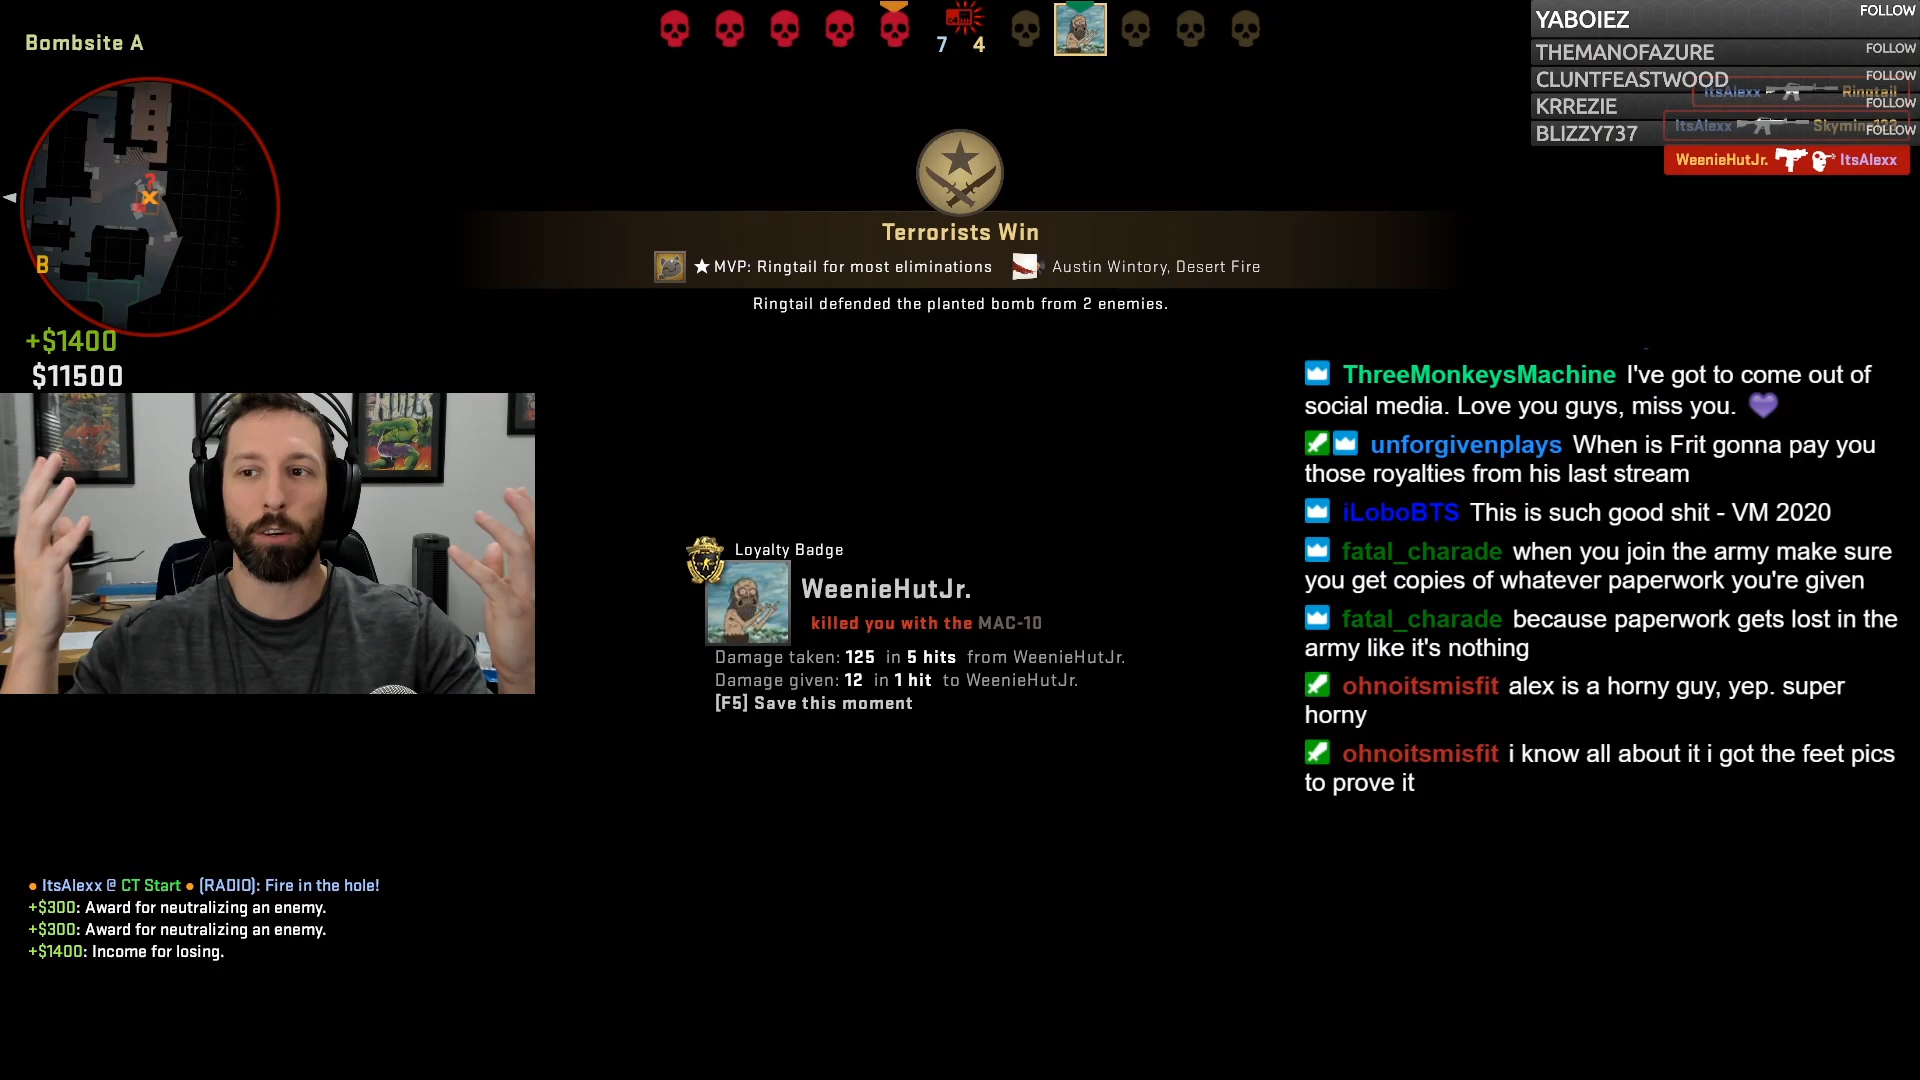 Bombsite A
7 4
YABOIEZ FOLLOW
THEMANOFAZURE FOLLOW
CLUNTFEASTWOOD FOLLOW
KRREZIE FOLLOW
BLIZZY737 FOLLOW
ItsAlexx Ringtail
ItsAlexx
WeenieHutJr. ItsAlexx
B
+$1400
$11500
Terrorists Win
MVP: Ringtail for most eliminations Austin Wintory, Desert Fire
Ringtail defended the planted bomb from 2 enemies.
Loyalty Badge
WeenieHutJr.
killed you with the MAC-10
Damage taken: 125 in 5 hits from WeenieHutJr.
Damage given: 12 in 1 hit to WeenieHutJr.
[F5] Save this moment
ThreeMonkeysMachine I've got to come out of
social media. Love you guys, miss you.
unforgivenplays When is Frit gonna pay you
those royalties from his last stream
iLoboBTS This is such good shit - VM 2020
fatal_charade when you join the army make sure
you get copies of whatever paperwork you're given
fatal_charade because paperwork gets lost in the
army like it's nothing
ohnoitsmisfit alex is a horny guy, yep. super
horny
ohnoitsmisfit i know all about it i got the feet pics
to prove it
ItsAlexx @ CT Start (RADIO): Fire in the hole!
+$300: Award for neutralizing an enemy.
+$300: Award for neutralizing an enemy.
+$1400: Income for losing.